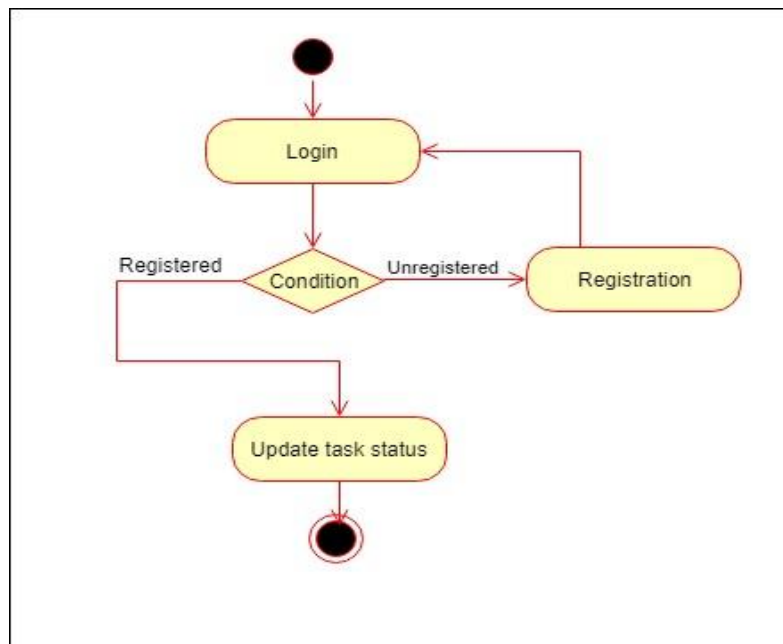 Login
Registered
Condition
Unregistered
Registration
Update task status